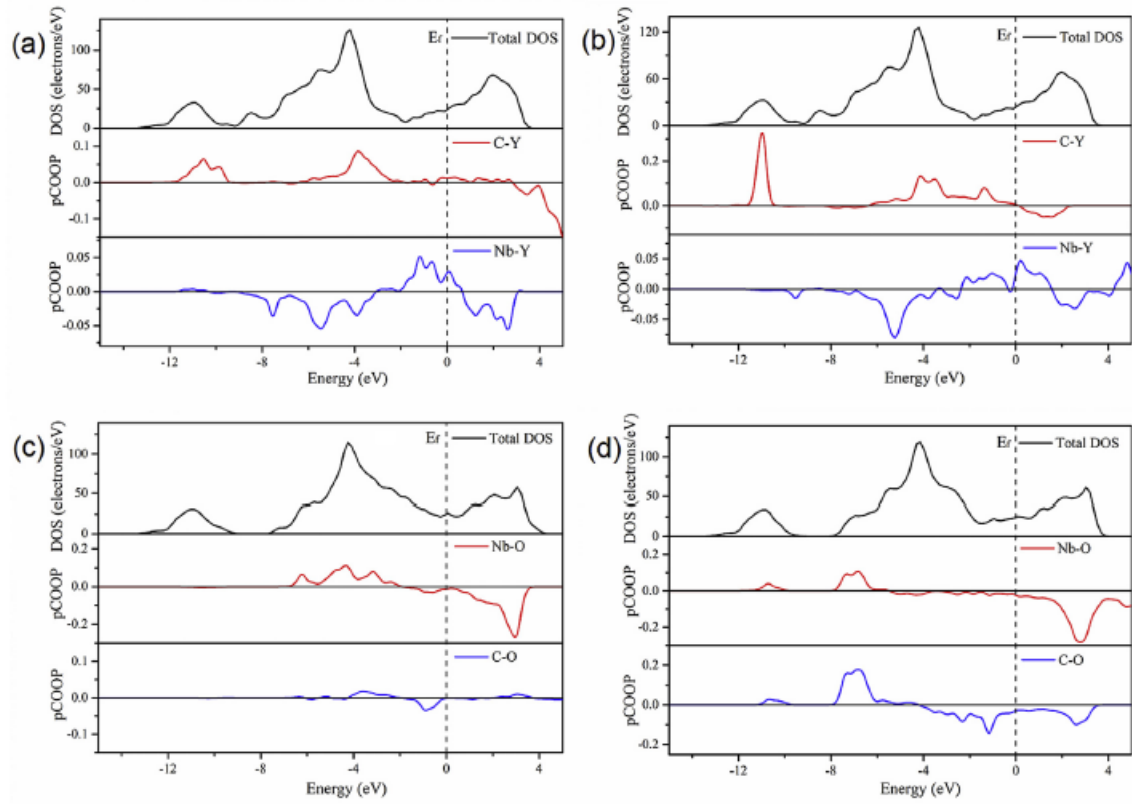 (a)
DOS (electrons/eV)
100
50
0
Ef
Total DOS
pCOOP
0.1
0.0
-0.1
C-Y
pCOOP
0.05
0.00
-0.05
Nb-Y
-12
-8
-4
0
4
Energy (eV)
(b)
DOS (electrons/eV)
120
60
0
Ef
Total DOS
pCOOP
0.2
0.0
C-Y
pCOOP
0.05
0.00
-0.05
Nb-Y
-12
-8
-4
0
4
Energy (eV)
(c)
DOS (electrons/eV)
100
50
0
Ef
Total DOS
pCOOP
0.2
0.0
-0.2
Nb-O
pCOOP
0.1
0.0
-0.1
C-O
-12
-8
-4
0
4
Energy (eV)
(d)
DOS (electrons/eV)
100
50
0
Ef
Total DOS
pCOOP
0.2
0.0
-0.2
Nb-O
pCOOP
0.2
0.0
-0.2
C-O
-12
-8
-4
0
4
Energy (eV)